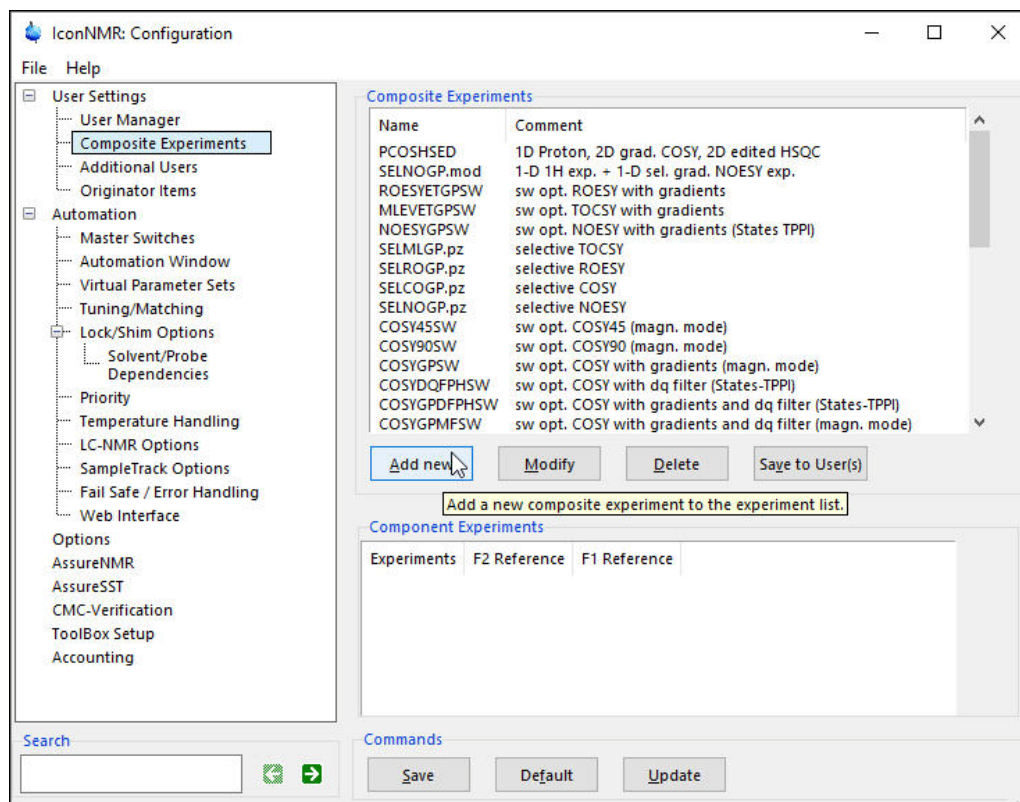 IconNMR: Configuration
File Help
User Settings
User Manager
Composite Experiments
Additional Users
Originator Items
Automation
Master Switches
Automation Window
Virtual Parameter Sets
Tuning/Matching
Lock/Shim Options
Solvent/Probe
Dependencies
Priority
Temperature Handling
LC-NMR Options
SampleTrack Options
Fail Safe / Error Handling
Web Interface
Options
AssureNMR
AssureSST
CMC-Verification
ToolBox Setup
Accounting
Search
Composite Experiments
Name Comment
PCOSHSED 1D Proton, 2D grad. COSY, 2D edited HSQC
SELNOGP.mod 1-D 1H exp. + 1-D sel. grad. NOESY exp.
ROESYETGPSW sw opt. ROESY with gradients
MLEVETGPSW sw opt. TOCSY with gradients
NOESYGPSW sw opt. NOESY with gradients (States TPPI)
SELMLGP.pz selective TOCSY
SELROGP.pz selective ROESY
SELCOGP.pz selective COSY
SELNOGP.pz selective NOESY
COSY45SW sw opt. COSY45 (magn. mode)
COSY90SW sw opt. COSY90 (magn. mode)
COSYGPSW sw opt. COSY with gradients (magn. mode)
COSYDQFPHSW sw opt. COSY with dq filter (States-TPPI)
COSYGPDFPHSW sw opt. COSY with gradients and dq filter (States-TPPI)
COSYGPMFSW sw opt. COSY with gradients and dq filter (magn. mode)
Add new Modify Delete Save to User(s)
Add a new composite experiment to the experiment list.
Component Experiments
Experiments F2 Reference F1 Reference
Commands
Save Default Update